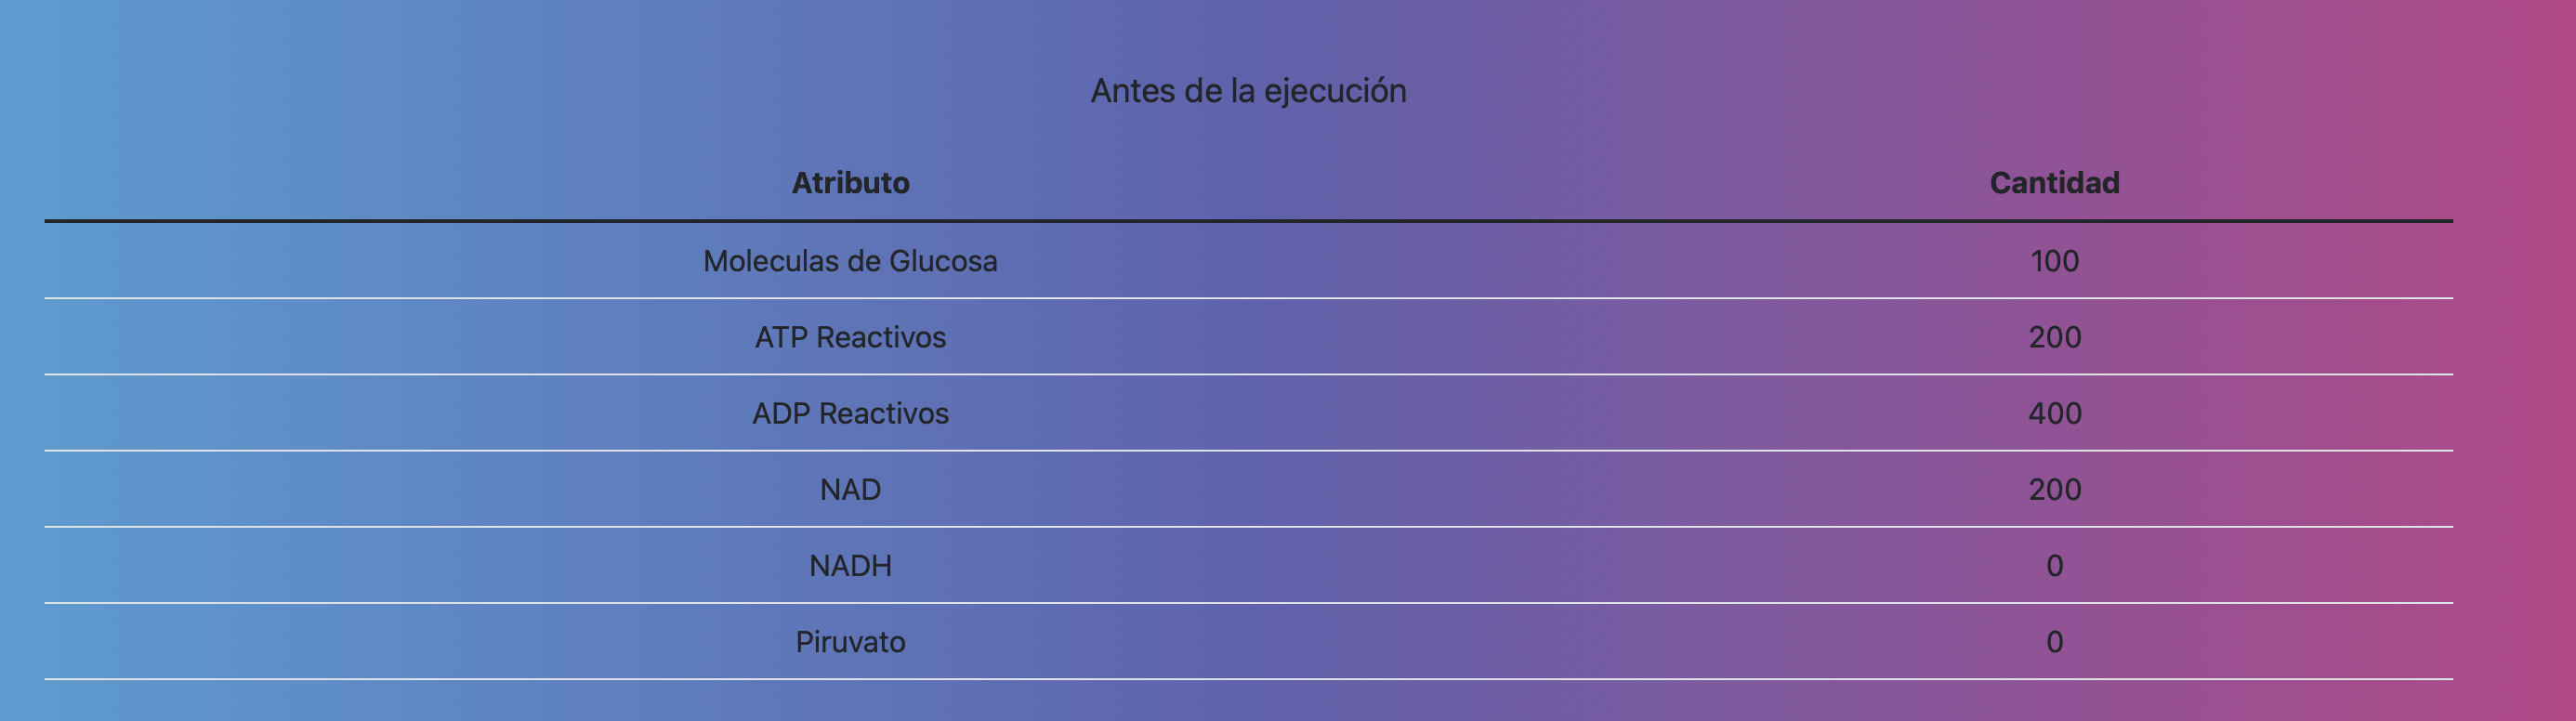 Antes de la ejecución
Atributo Cantidad
Moleculas de Glucosa 100
ATP Reactivos 200
ADP Reactivos 400
NAD 200
NADH 0
Piruvato 0